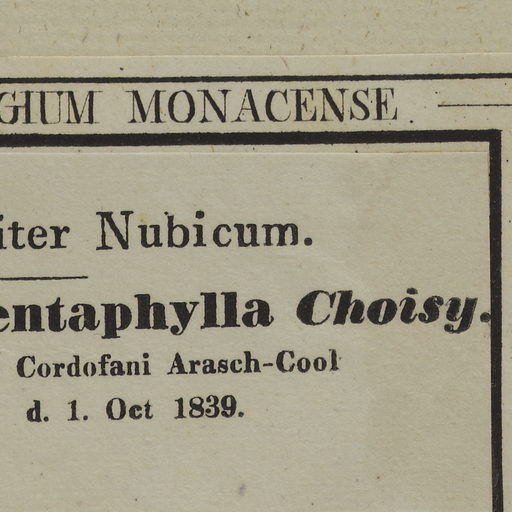 GIUM MONACENSE
iter Nubicum.
entaphylla Choisy.
Cordofani Arasch-Cool
d. 1. Oct 1839.